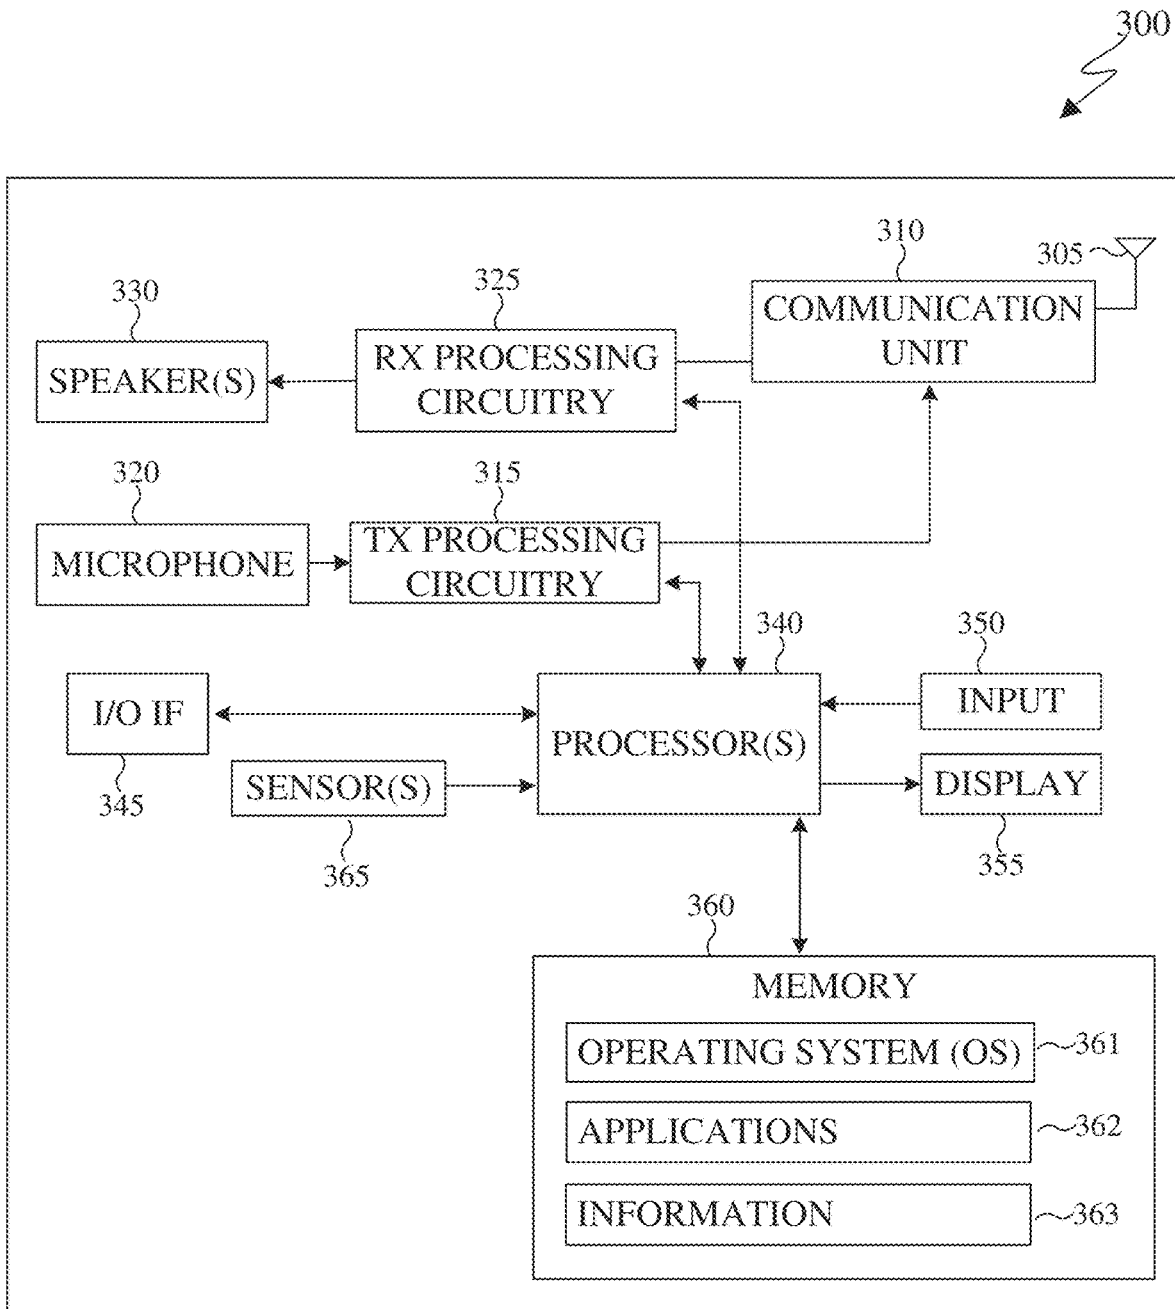 300
310
305
COMMUNICATION
UNIT
330
325
SPEAKER(S)
RX PROCESSING
CIRCUITRY
320
315
MICROPHONE
TX PROCESSING
CIRCUITRY
340
350
I/O IF
PROCESSOR(S)
INPUT
345
SENSOR(S)
DISPLAY
365
355
360
MEMORY
OPERATING SYSTEM (OS)
361
APPLICATIONS
362
INFORMATION
363